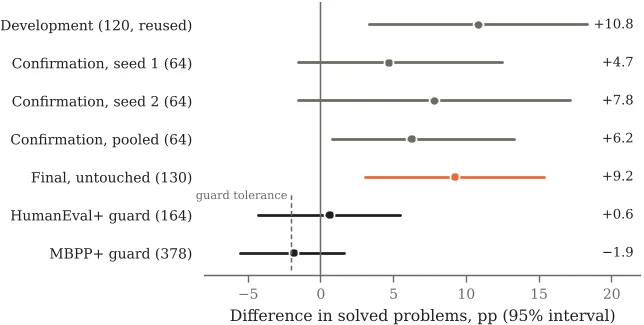 Development (120, reused) +10.8
Confirmation, seed 1 (64) +4.7
Confirmation, seed 2 (64) +7.8
Confirmation, pooled (64) +6.2
Final, untouched (130) +9.2
guard tolerance
HumanEval+ guard (164) +0.6
MBPP+ guard (378) −1.9
−5 0 5 10 15 20
Difference in solved problems, pp (95% interval)